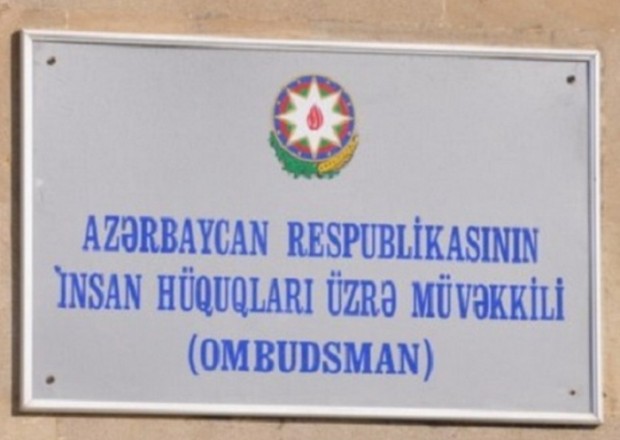 AZƏRBAYCAN RESPUBLİKASININ
İNSAN HÜQUQLARI ÜZRƏ MÜVƏKKİLİ
(OMBUDSMAN)